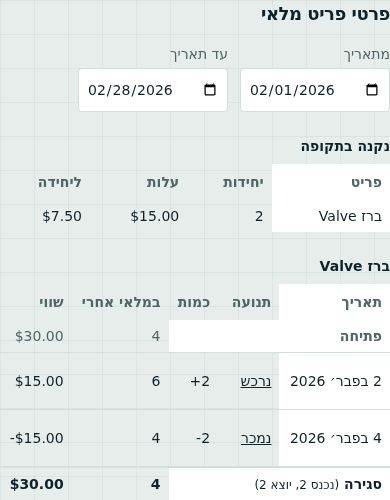 פרטי פריט מלאי
מתאריך עד תאריך
02/01/2026 02/28/2026
נקנה בתקופה
פריט יחידות עלות ליחידה
ברז Valve 2 $15.00 $7.50
ברז Valve
תאריך תנועה כמות במלאי אחרי שווי
פתיחה 4 $30.00
2 בפבר׳ 2026 נרכש +2 6 $15.00
4 בפבר׳ 2026 נמכר -2 4 -$15.00
סגירה (נכנס 2, יוצא 2) 4 $30.00